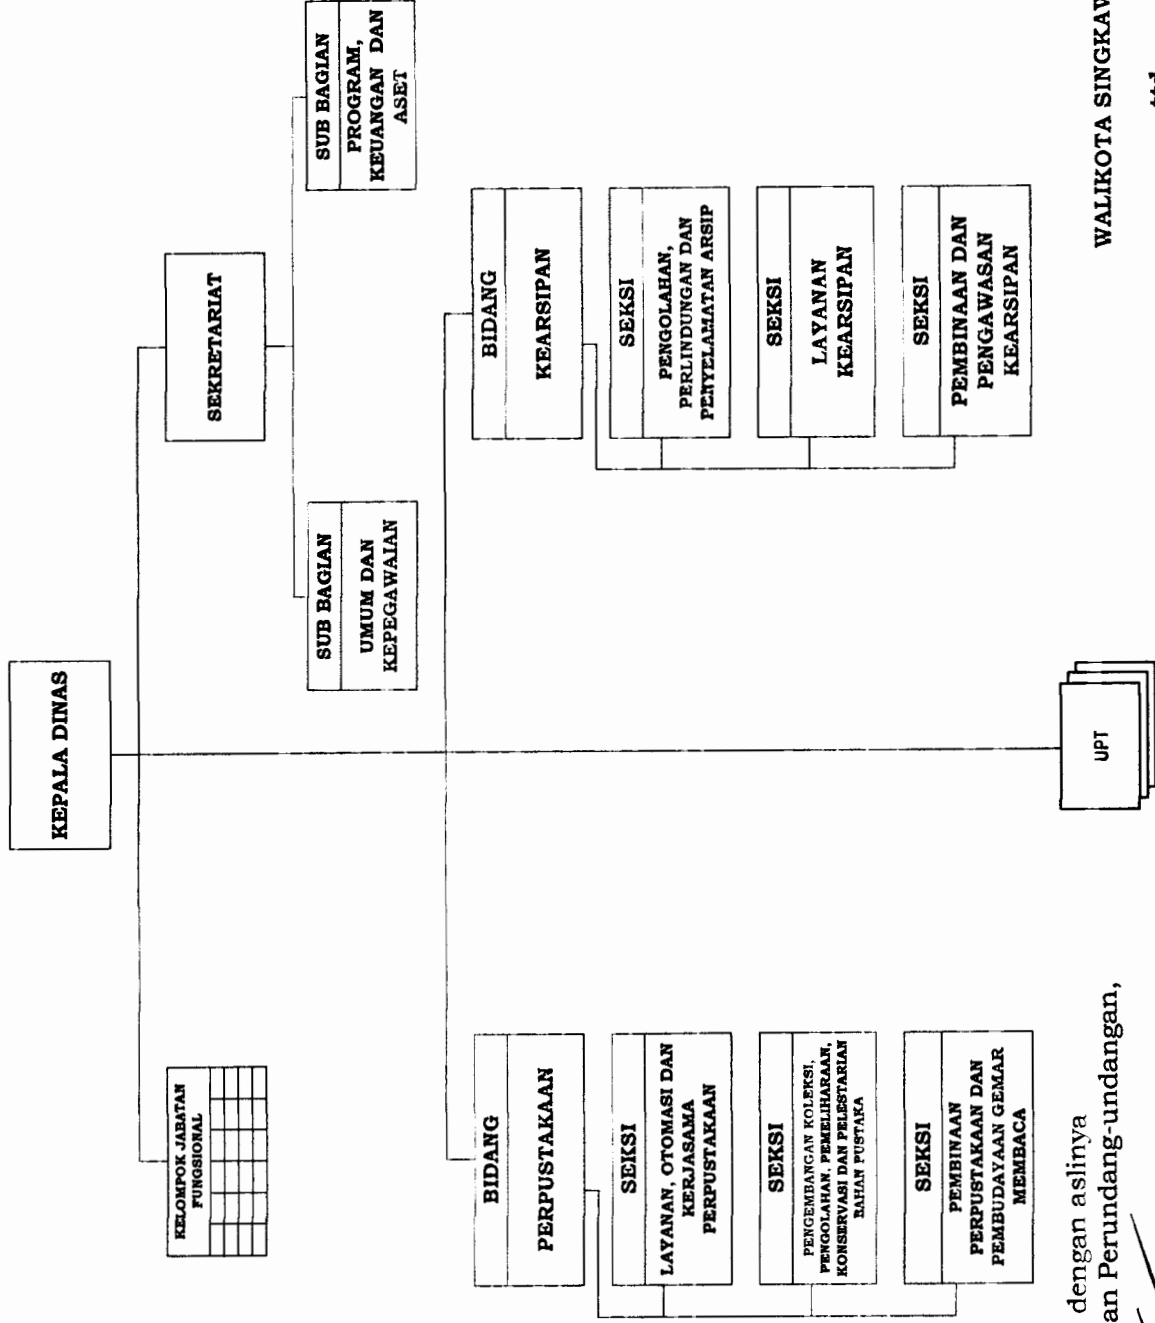 KEPALA DINAS
KELOMPOK JABATAN
FUNGSIONAL
SEKRETARIAT
SUB BAGIAN
UMUM DAN
KEPEGAWAIAN
SUB BAGIAN
PROGRAM,
KEUANGAN DAN
ASET
BIDANG
PERPUSTAKAAN
SEKSI
LAYANAN, OTOMASI DAN
KERJASAMA
PERPUSTAKAAN
SEKSI
PENGEMBANGAN KOLEKSI,
PENGOLAHAN, PEMELIHARAAN,
KONSERVASI DAN PELESTARIAN
BAHAN PUSTAKA
SEKSI
PEMBINAAN
PERPUSTAKAAN DAN
PEMBUDAYAAN GEMAR
MEMBACA
BIDANG
KEARSIPAN
SEKSI
PENGOLAHAN,
PERLINDUNGAN DAN
PENYELAMATAN ARSIP
SEKSI
LAYANAN
KEARSIPAN
SEKSI
PEMBINAAN DAN
PENGAWASAN
KEARSIPAN
UPT
dengan aslinya
an Perundang-undangan,
WALIKOTA SINGKAW